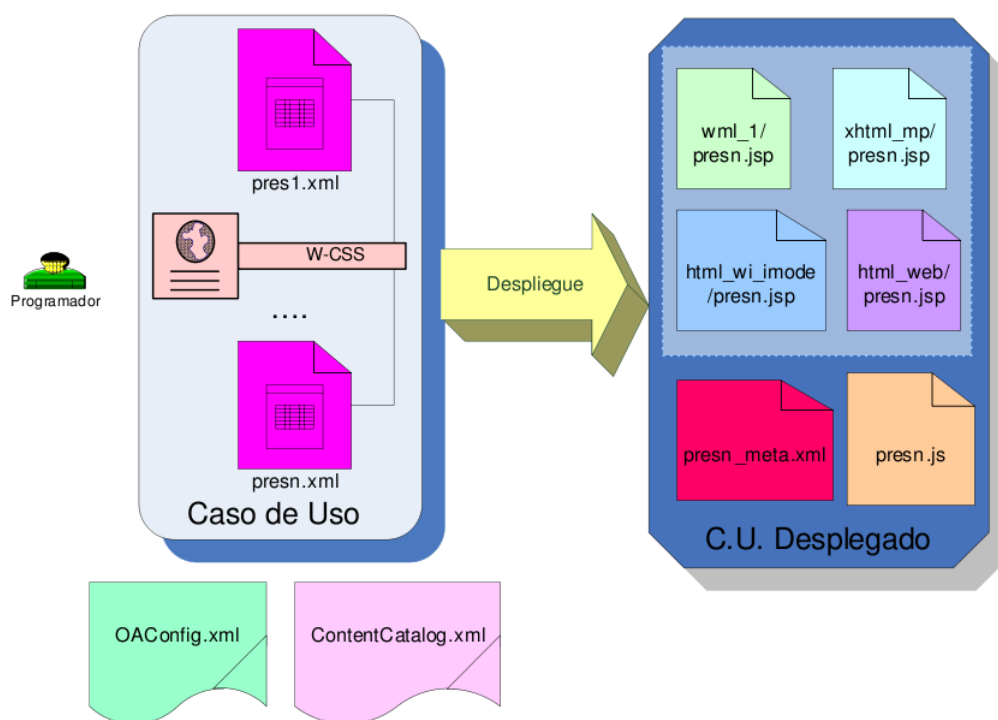 pres1.xml
W-CSS
Programador
....
presn.xml
Caso de Uso
Despliegue
wml_1/
presn.jsp
xhtml_mp/
presn.jsp
html_wi_imode
/presn.jsp
html_web/
presn.jsp
presn_meta.xml
presn.js
C.U. Desplegado
OAConfig.xml
ContentCatalog.xml